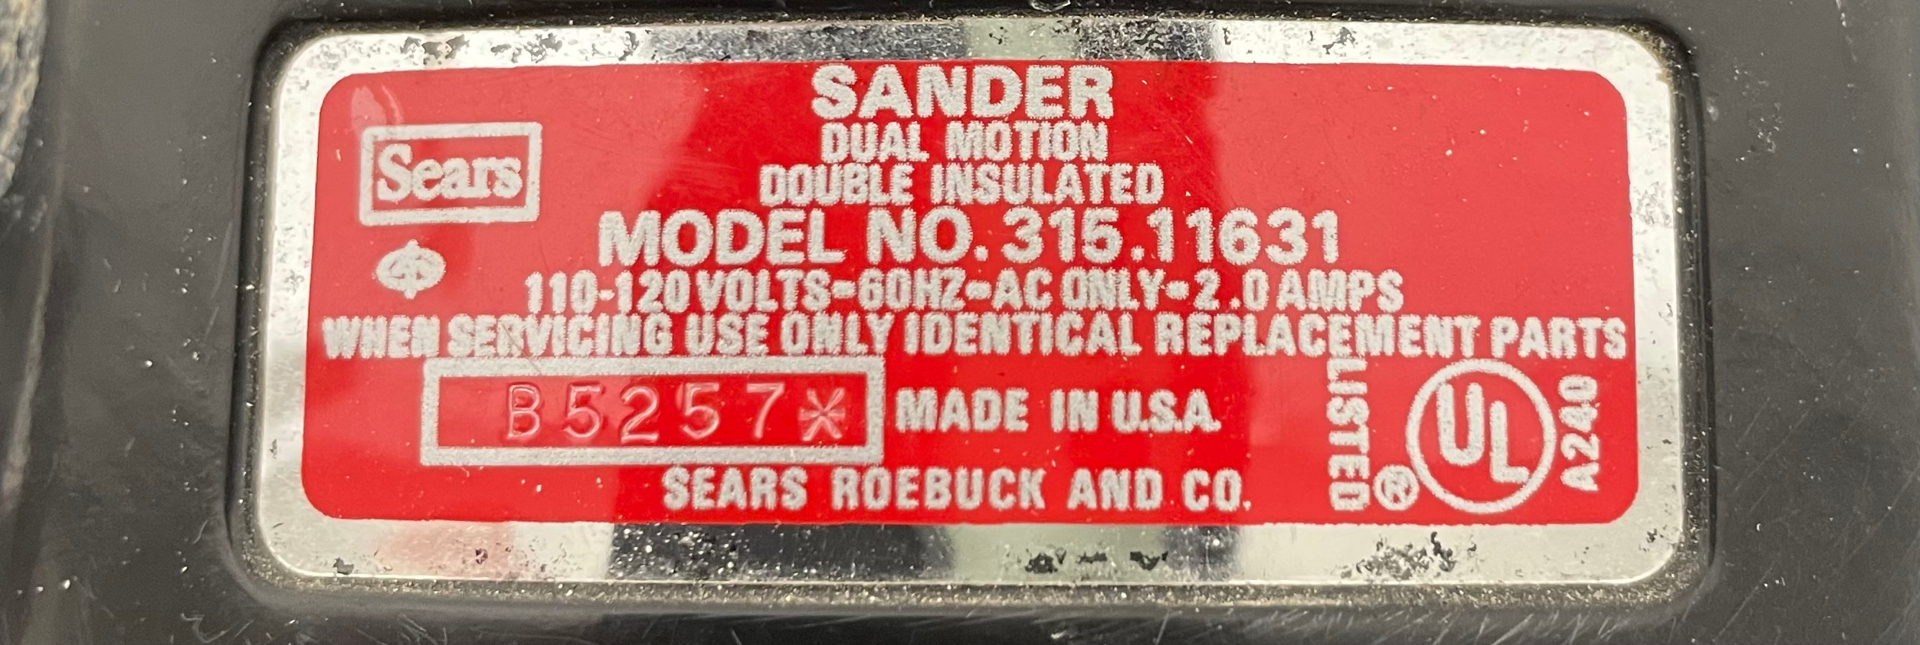 SANDER
DUAL MOTION
Sears
DOUBLE INSULATED
MODEL NO. 315.11631
110-120 VOLTS-60HZ-AC ONLY-2.0 AMPS
WHEN SERVICING USE ONLY IDENTICAL REPLACEMENT PARTS
B5257*
MADE IN U.S.A.
LISTED
UL
®
A240
SEARS ROEBUCK AND CO.